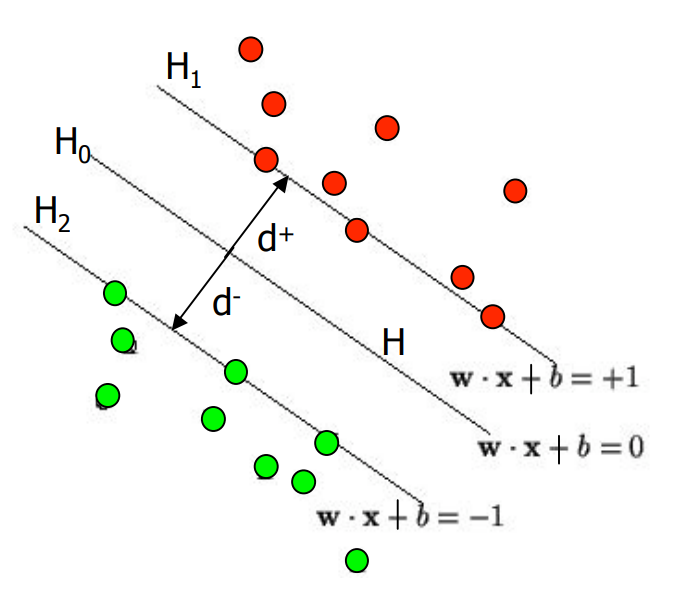 H₁
H₀
H₂
d⁺
d⁻
H
w · x + b = +1
w · x + b = 0
w · x + b = −1